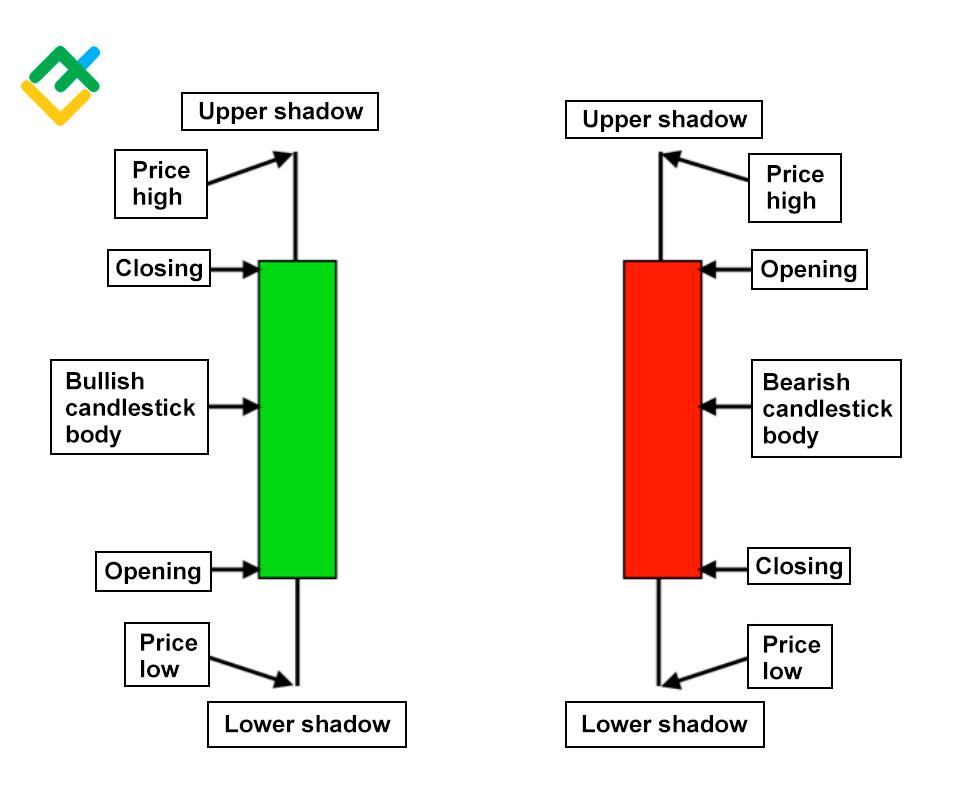 Upper shadow
Price
high
Closing
Bullish
candlestick
body
Opening
Price
low
Lower shadow
Upper shadow
Price
high
Opening
Bearish
candlestick
body
Closing
Price
low
Lower shadow